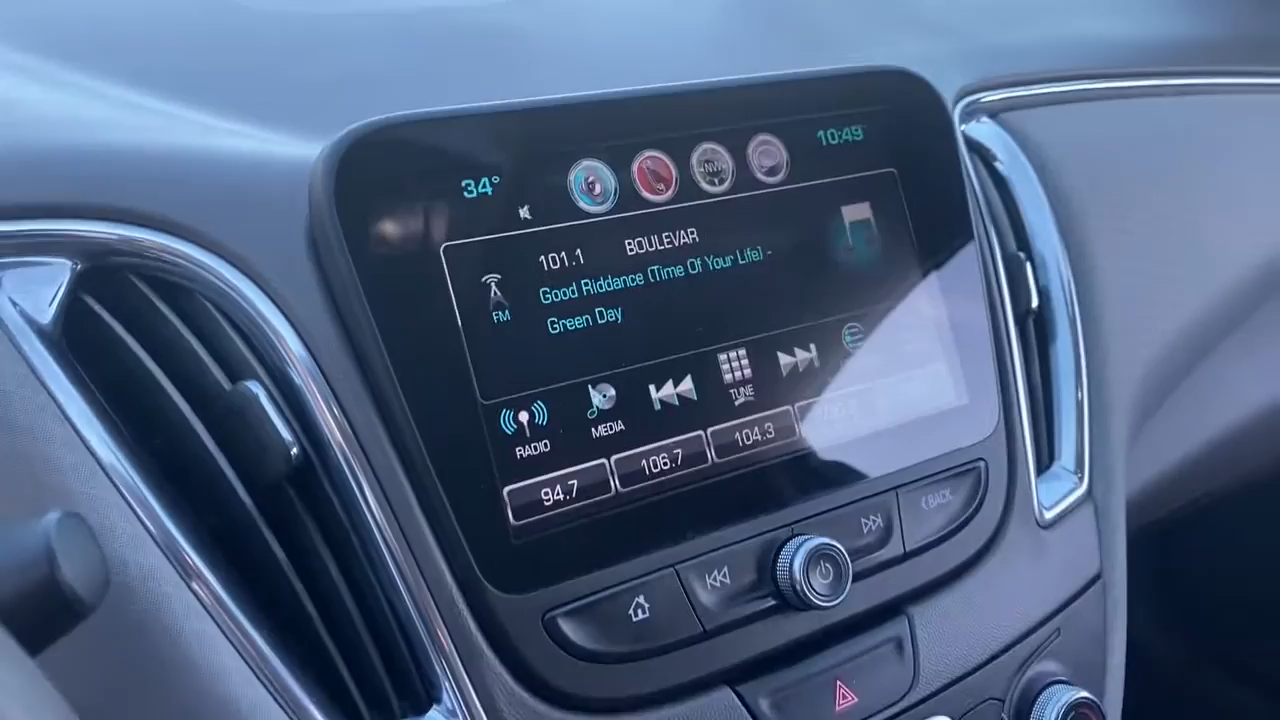 34°
NW
10:49
101.1 BOULEVAR
Good Riddance (Time Of Your Life) -
Green Day
FM
RADIO
MEDIA
TUNE
94.7
106.7
104.3
BACK